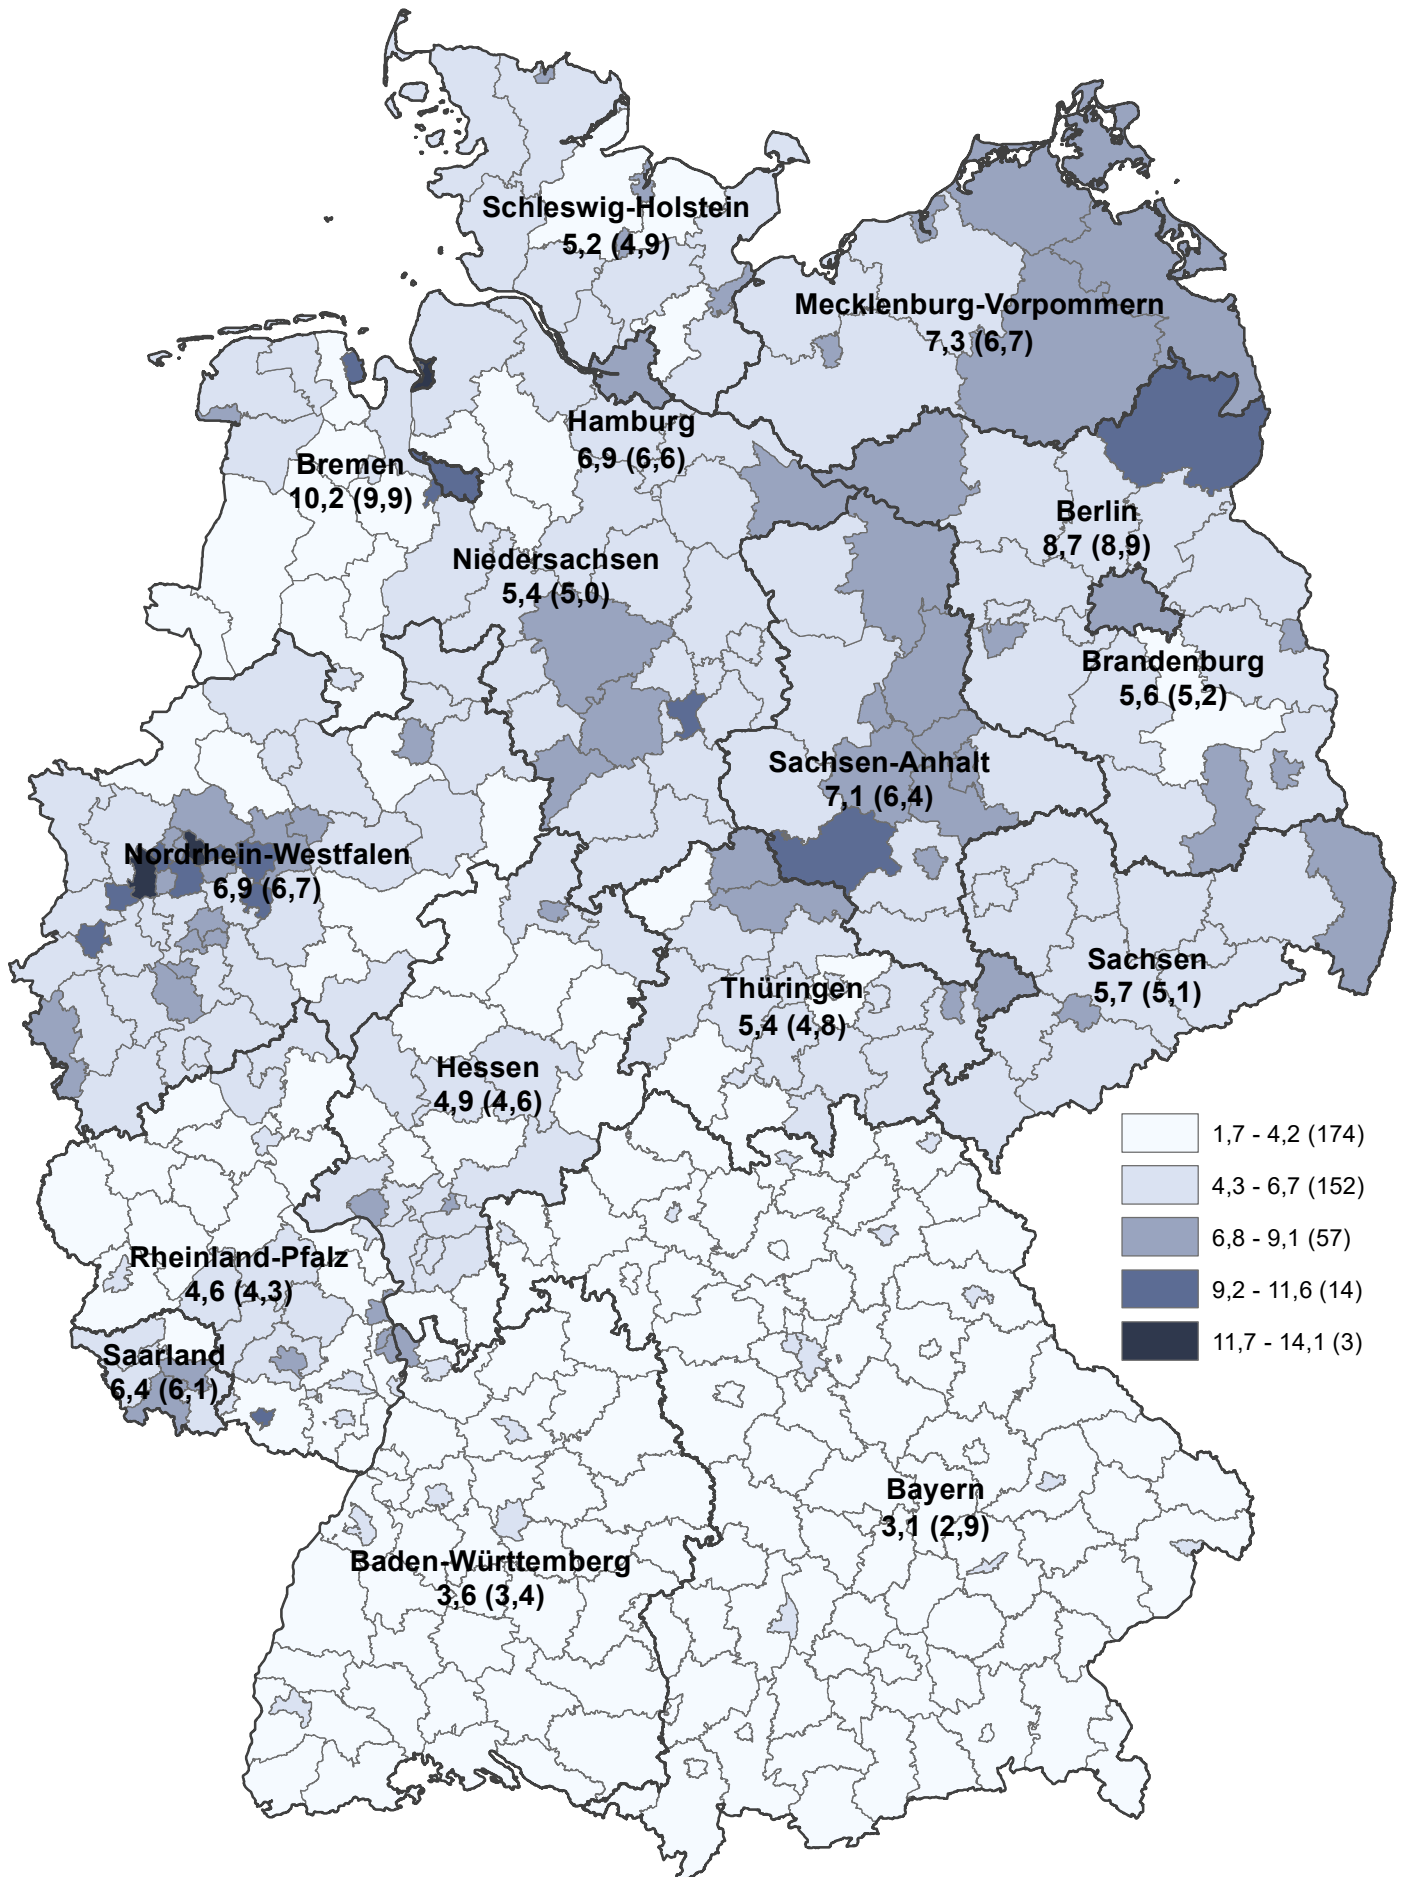 Schleswig-Holstein
5,2 (4,9)
Mecklenburg-Vorpommern
7,3 (6,7)
Hamburg
6,9 (6,6)
Bremen
10,2 (9,9)
Berlin
8,7 (8,9)
Niedersachsen
5,4 (5,0)
Brandenburg
5,6 (5,2)
Sachsen-Anhalt
7,1 (6,4)
Nordrhein-Westfalen
6,9 (6,7)
Sachsen
5,7 (5,1)
Thüringen
5,4 (4,8)
Hessen
4,9 (4,6)
1,7 - 4,2 (174)
4,3 - 6,7 (152)
6,8 - 9,1 (57)
9,2 - 11,6 (14)
11,7 - 14,1 (3)
Rheinland-Pfalz
4,6 (4,3)
Saarland
6,4 (6,1)
Bayern
3,1 (2,9)
Baden-Württemberg
3,6 (3,4)